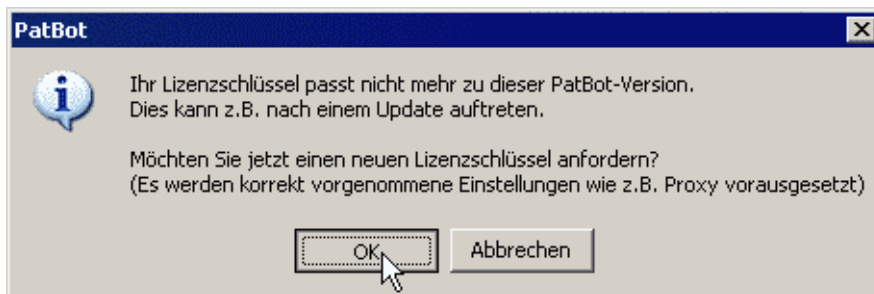 PatBot
Ihr Lizenzschlüssel passt nicht mehr zu dieser PatBot-Version.
Dies kann z.B. nach einem Update auftreten.
Möchten Sie jetzt einen neuen Lizenzschlüssel anfordern?
(Es werden korrekt vorgenommene Einstellungen wie z.B. Proxy vorausgesetzt)
OK
Abbrechen